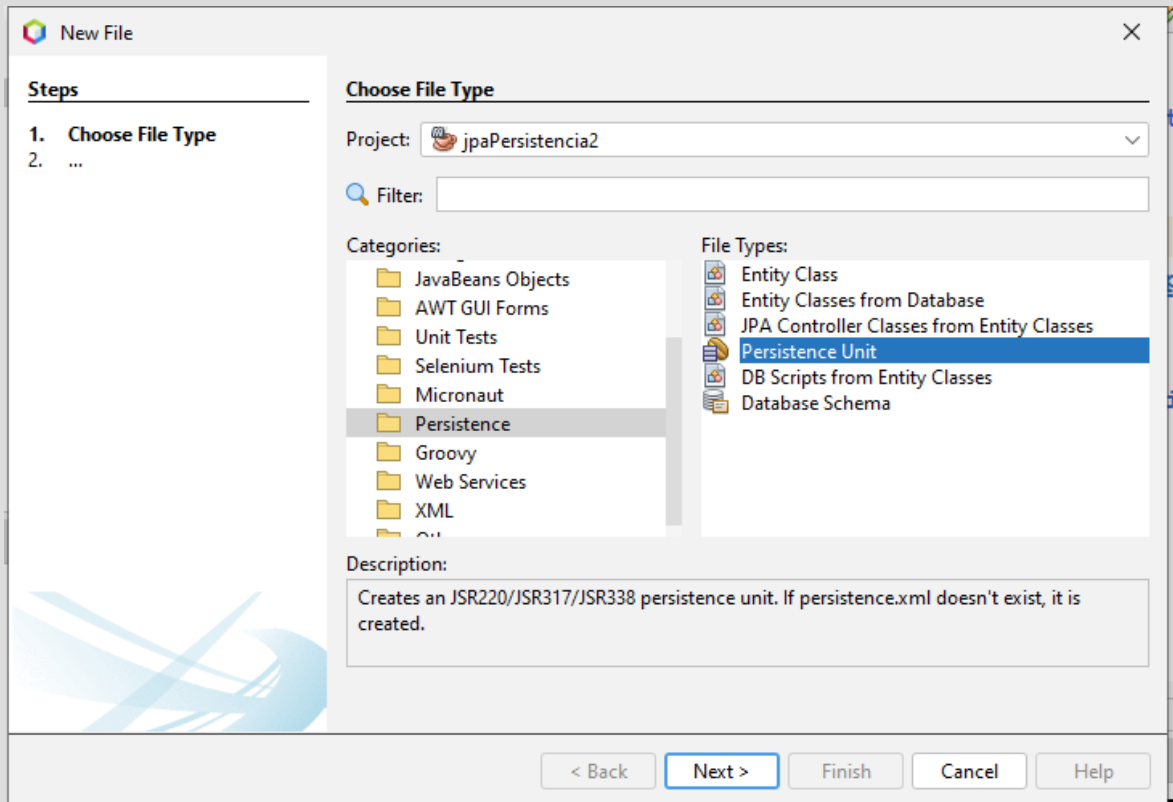 New File
Steps
1. Choose File Type
2. ...
Choose File Type
Project: jpaPersistencia2
Filter:
Categories:
JavaBeans Objects
AWT GUI Forms
Unit Tests
Selenium Tests
Micronaut
Persistence
Groovy
Web Services
XML
File Types:
Entity Class
Entity Classes from Database
JPA Controller Classes from Entity Classes
Persistence Unit
DB Scripts from Entity Classes
Database Schema
Description:
Creates an JSR220/JSR317/JSR338 persistence unit. If persistence.xml doesn't exist, it is
created.
< Back Next > Finish Cancel Help